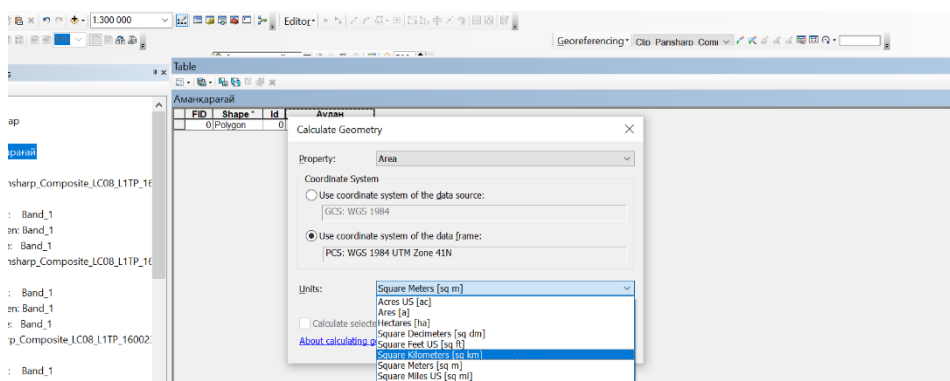 1:300 000
Editor
Georeferencing
Clip_Pansharp_Comi
s
Table
Аманқарағай
FID Shape * Id Аудан
0 Polygon 0
ap
арағай
nsharp_Composite_LC08_L1TP_16
: Band_1
en: Band_1
e: Band_1
nsharp_Composite_LC08_L1TP_16
: Band_1
en: Band_1
e: Band_1
rp_Composite_LC08_L1TP_16002
: Band_1
Calculate Geometry
Property: Area
Coordinate System
Use coordinate system of the data source:
GCS: WGS 1984
Use coordinate system of the data frame:
PCS: WGS 1984 UTM Zone 41N
Units: Square Meters [sq m]
Acres US [ac]
Ares [a]
Hectares [ha]
Square Decimeters [sq dm]
Square Feet US [sq ft]
Square Kilometers [sq km]
Square Meters [sq m]
Square Miles US [sq mi]
Calculate selecte
About calculating g